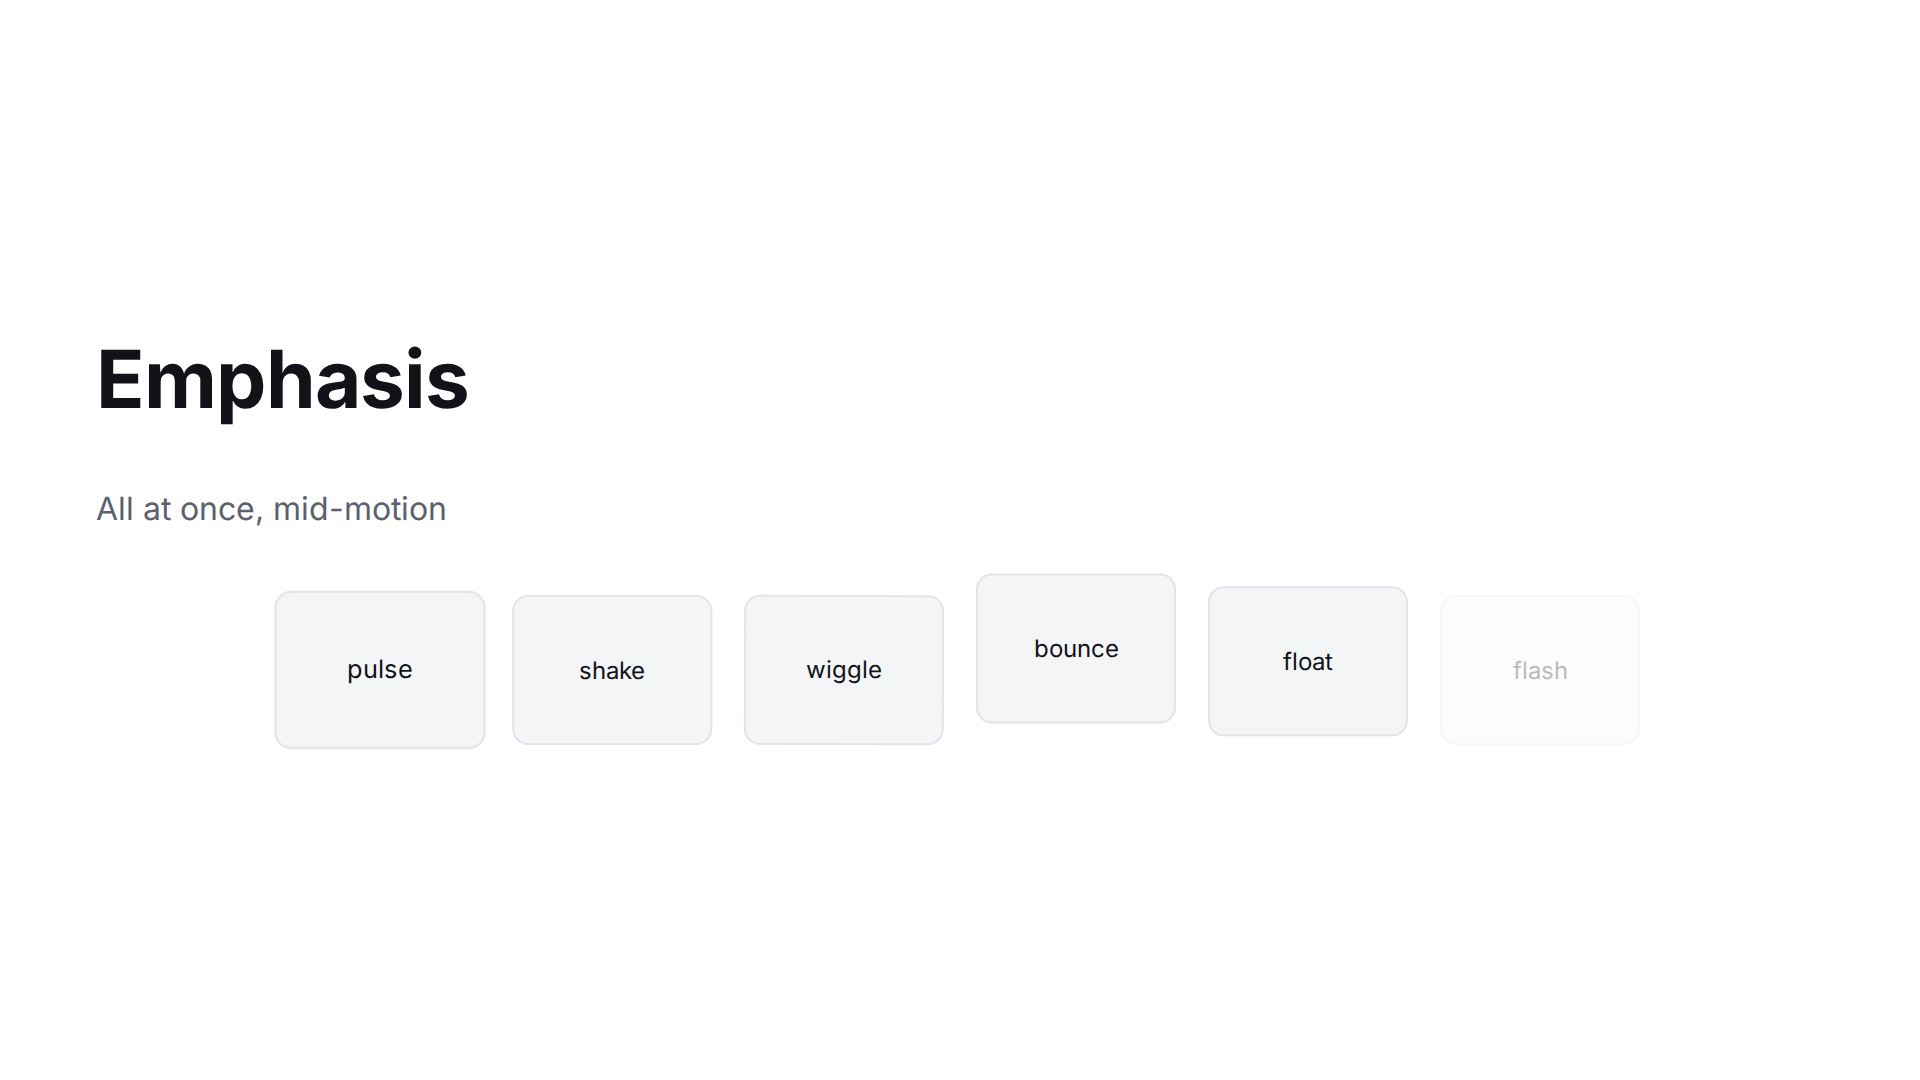 Emphasis
All at once, mid-motion
pulse
shake
wiggle
bounce
float
flash